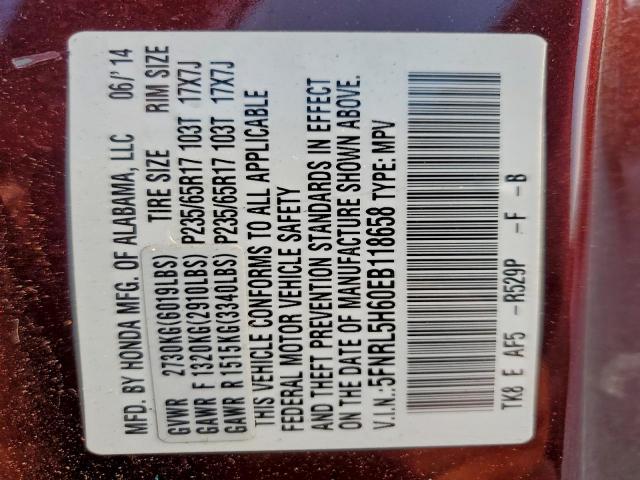 MFD. BY HONDA MFG. OF ALABAMA, LLC 06/'14
TIRE SIZE RIM SIZE
GVWR 2730KG(6019LBS)
GAWR F 1320KG(2910LBS) P235/65R17 103T 17X7J
GAWR R 1515KG(3340LBS) P235/65R17 103T 17X7J
THIS VEHICLE CONFORMS TO ALL APPLICABLE
FEDERAL MOTOR VEHICLE SAFETY
AND THEFT PREVENTION STANDARDS IN EFFECT
ON THE DATE OF MANUFACTURE SHOWN ABOVE.
V.I.N.:5FNRL5H60EB118658 TYPE:MPV
TK8 E AF5 -R529P -F -B